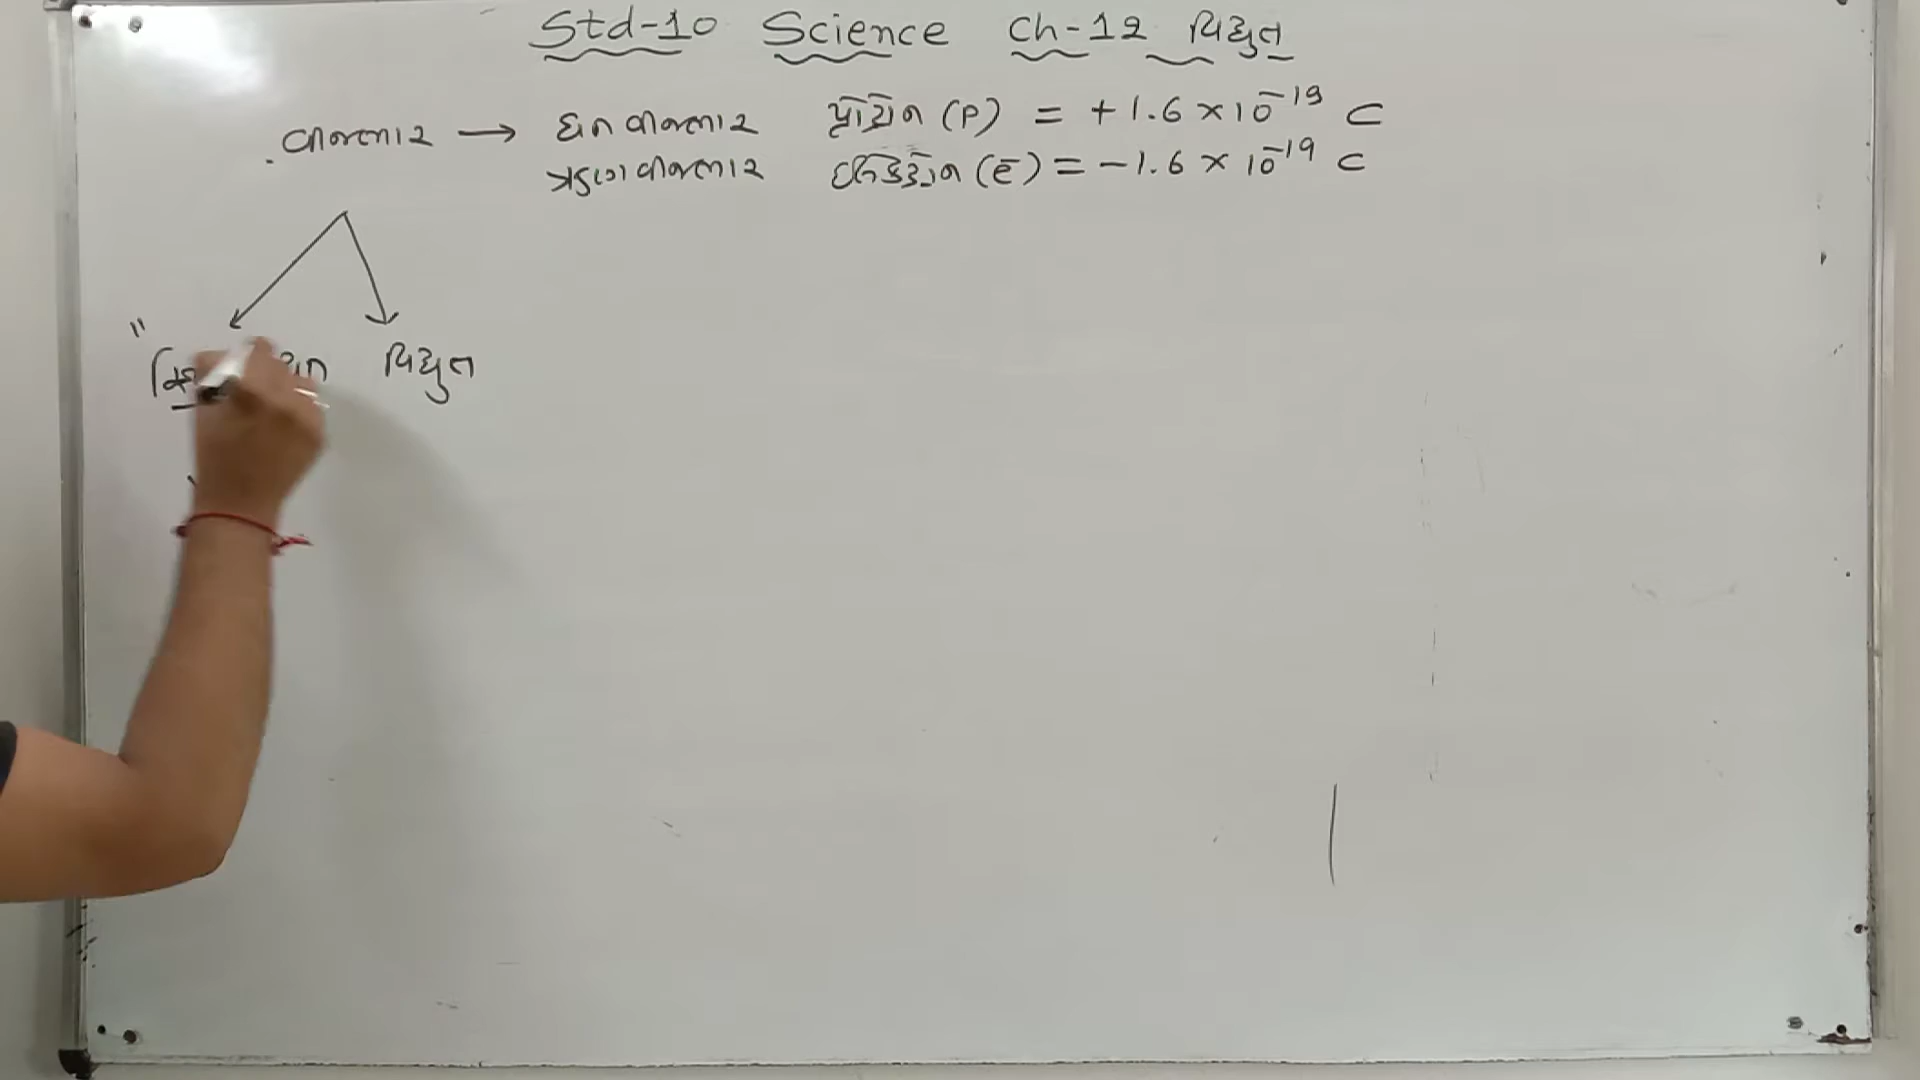 Std-10 Science Ch-12 વિદ્યુત
વીજભાર → ધન વીજભાર પ્રોટોન (P) = + 1.6 × 10⁻¹⁹ C
ઋણ વીજભાર ઇલેક્ટ્રોન (e⁻) = – 1.6 × 10⁻¹⁹ C
" વિદ્યુત